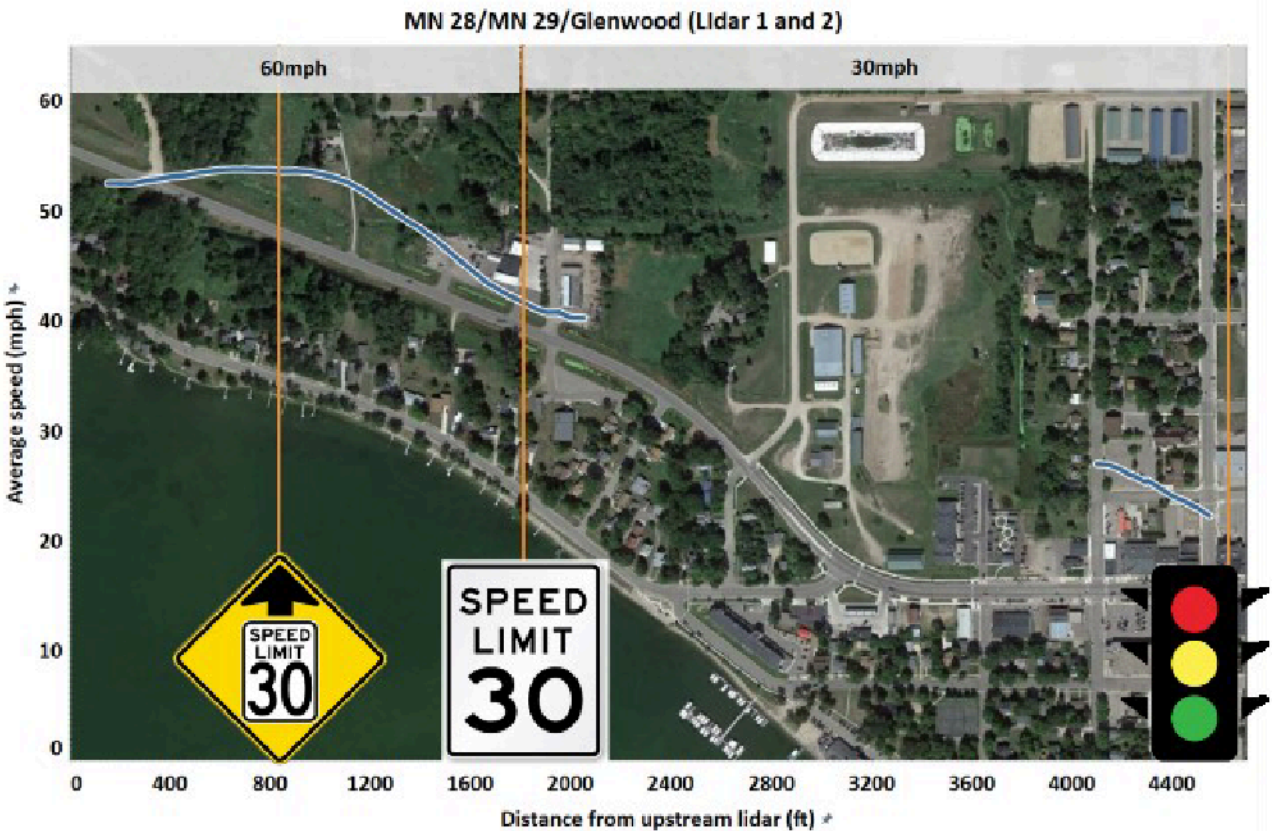 MN 28/MN 29/Glenwood (LIdar 1 and 2)
60mph 30mph
60
50
40
30
20
10
0
Average speed (mph)
SPEED
LIMIT
30
SPEED
LIMIT
30
0 400 800 1200 1600 2000 2400 2800 3200 3600 4000 4400
Distance from upstream lidar (ft)